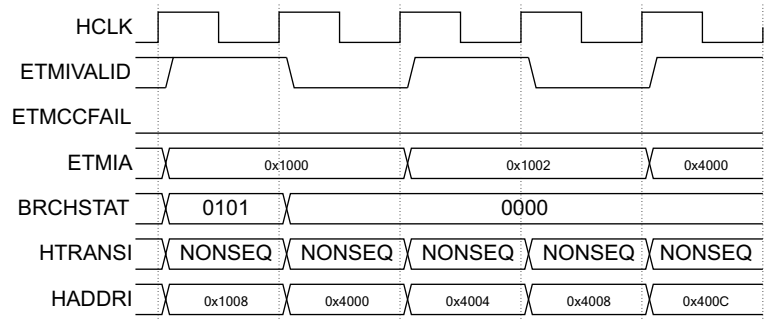 HCLK
ETMIVALID
ETMCCFAIL
ETMIA 0x1000 0x1002 0x4000
BRCHSTAT 0101 0000
HTRANSI NONSEQ NONSEQ NONSEQ NONSEQ NONSEQ
HADDRI 0x1008 0x4000 0x4004 0x4008 0x400C